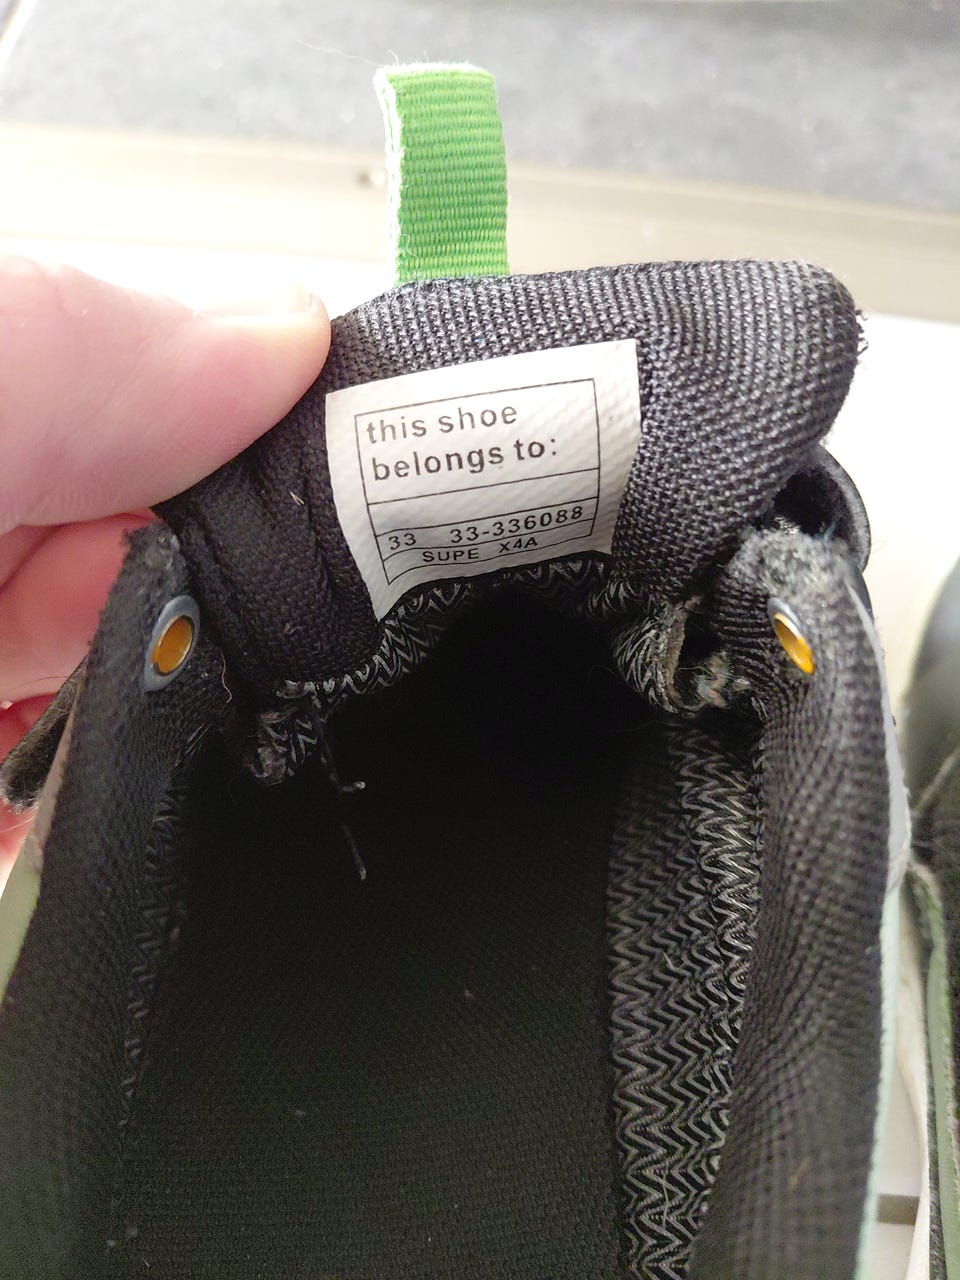 this shoe
belongs to:
33 33-336088
SUPE X4A